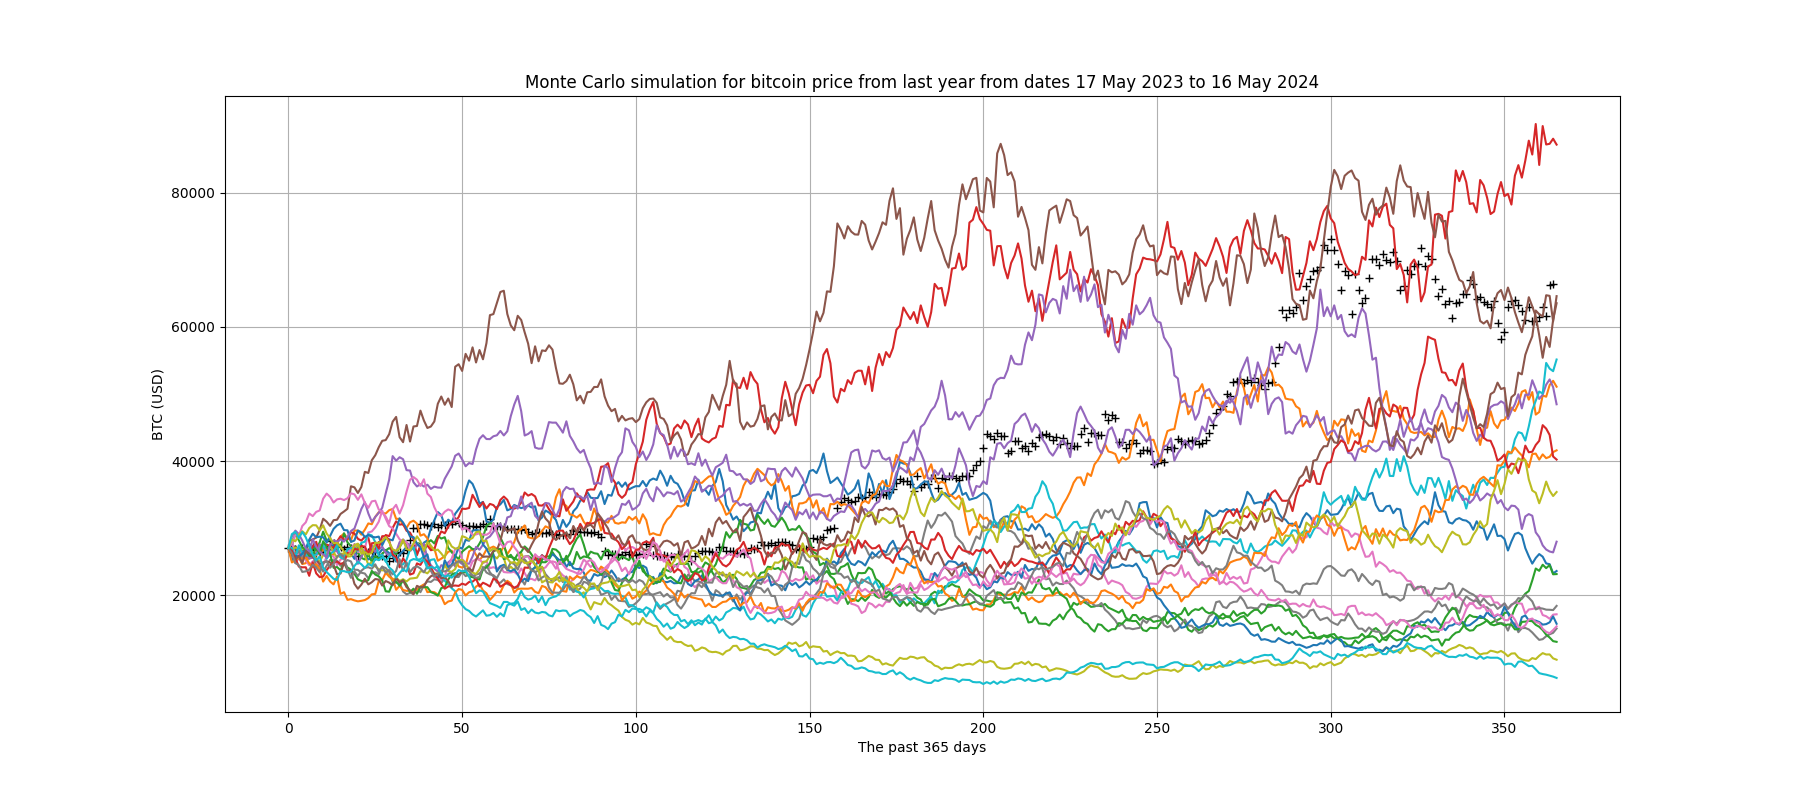 Monte Carlo simulation for bitcoin price from last year from dates 17 May 2023 to 16 May 2024
80000
60000
40000
20000
BTC (USD)
0 50 100 150 200 250 300 350
The past 365 days